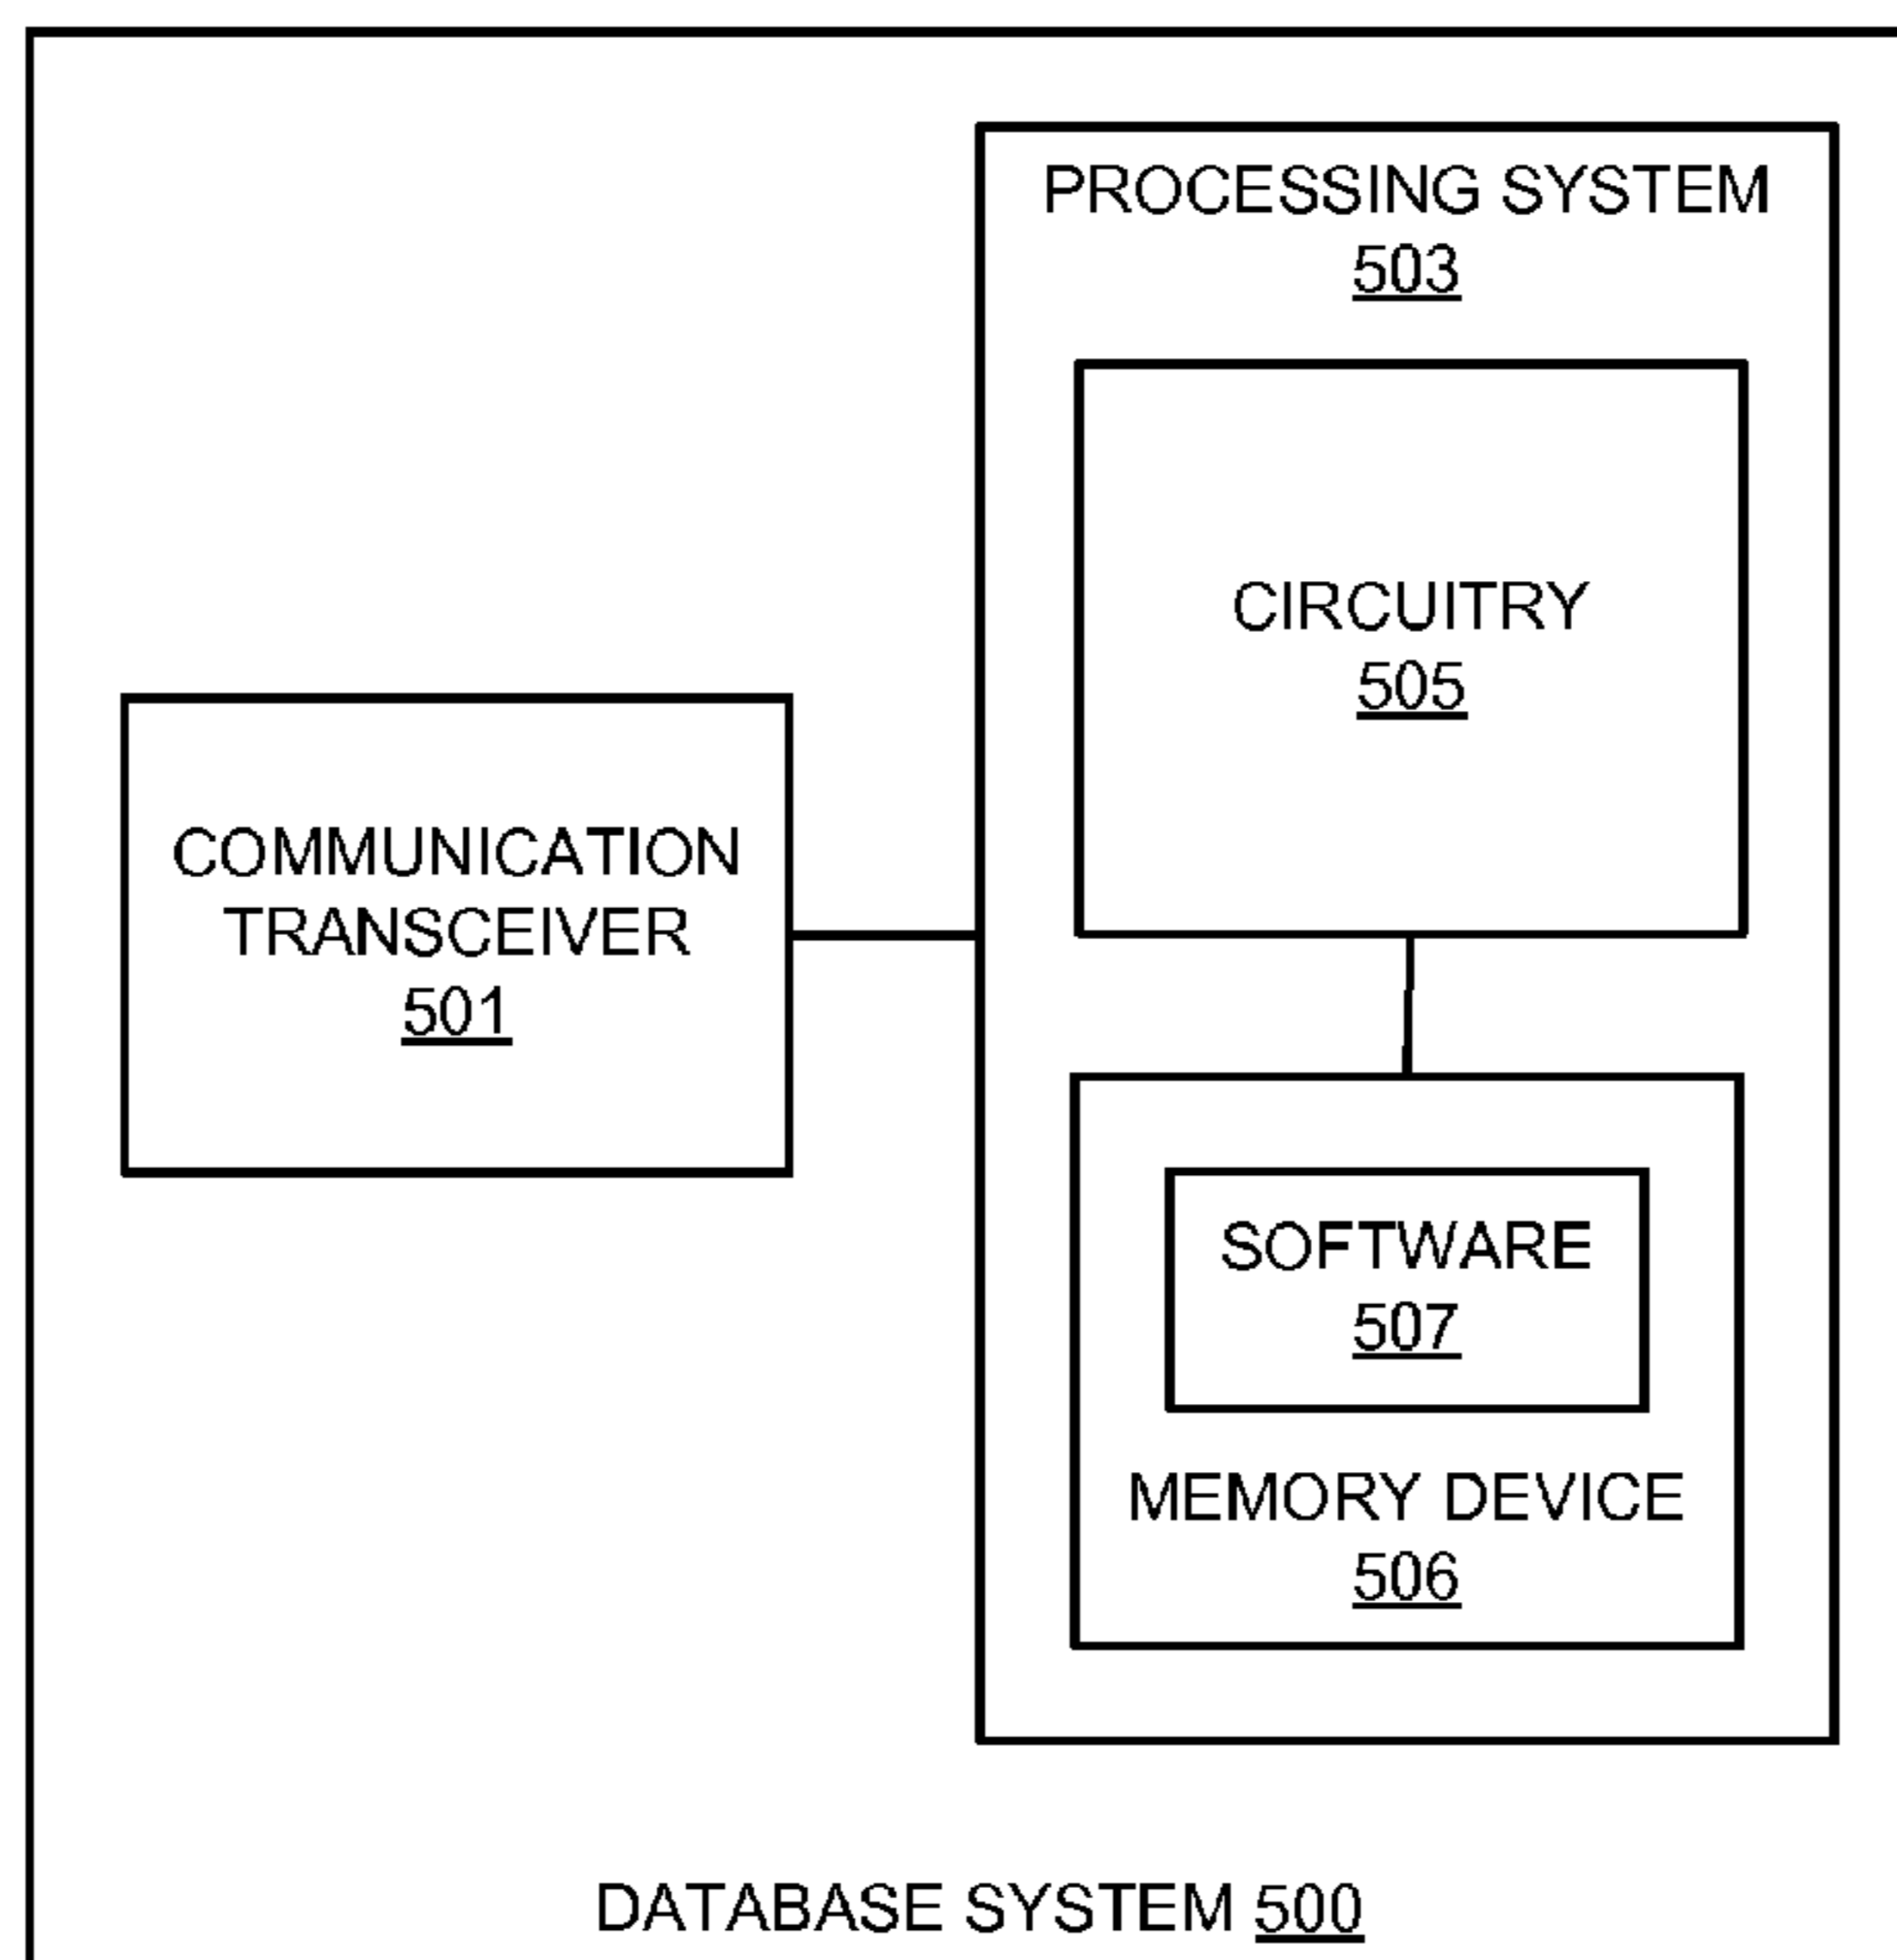 PROCESSING SYSTEM
503
CIRCUITRY
505
COMMUNICATION
TRANSCEIVER
501
SOFTWARE
507
MEMORY DEVICE
506
DATABASE SYSTEM 500